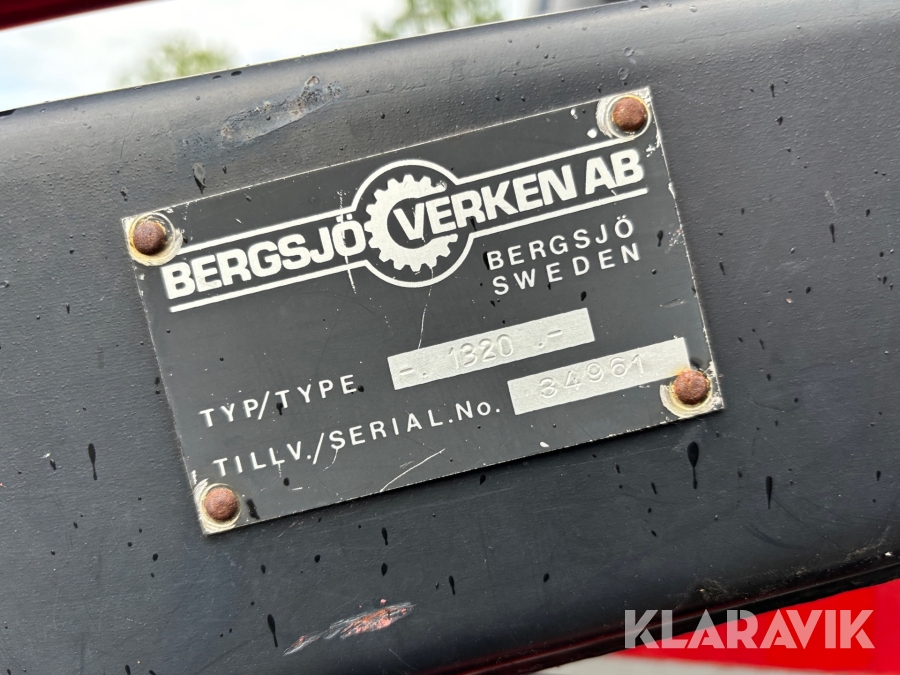 BERGSJÖ VERKEN AB
BERGSJÖ
SWEDEN
TYP/TYPE -. 1320 .-
TILLV./SERIAL.No. 34961
KLARAVIK